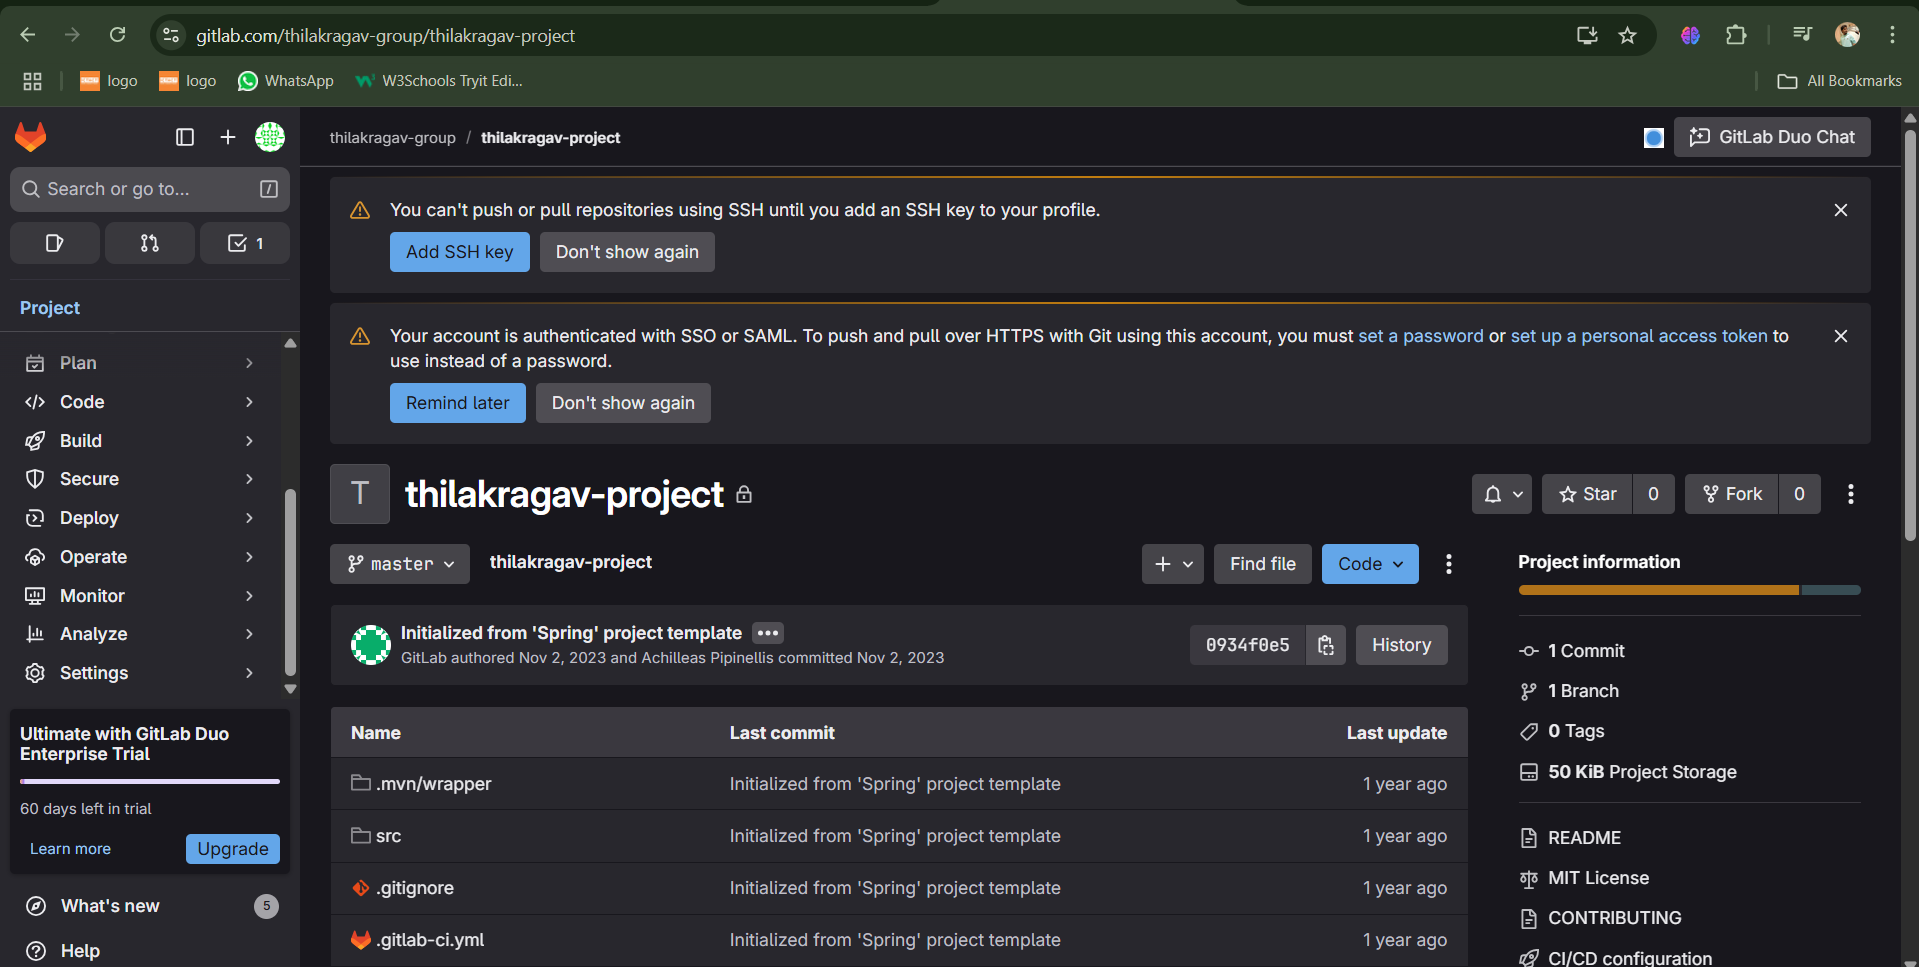 gitlab.com/thilakragav-group/thilakragav-project
logo
logo
WhatsApp
W3Schools Tryit Edi...
All Bookmarks
thilakragav-group / thilakragav-project
GitLab Duo Chat
Search or go to...
/
1
Project
Plan
Code
Build
Secure
Deploy
Operate
Monitor
Analyze
Settings
Ultimate with GitLab Duo
Enterprise Trial
60 days left in trial
Learn more
Upgrade
What's new
5
Help
You can't push or pull repositories using SSH until you add an SSH key to your profile.
Add SSH key
Don't show again
Your account is authenticated with SSO or SAML. To push and pull over HTTPS with Git using this account, you must set a password or set up a personal access token to
use instead of a password.
Remind later
Don't show again
T
thilakragav-project
Star
0
Fork
0
master
thilakragav-project
Find file
Code
Initialized from 'Spring' project template
GitLab authored Nov 2, 2023 and Achilleas Pipinellis committed Nov 2, 2023
0934f0e5
History
Name Last commit Last update
.mvn/wrapper Initialized from 'Spring' project template 1 year ago
src Initialized from 'Spring' project template 1 year ago
.gitignore Initialized from 'Spring' project template 1 year ago
.gitlab-ci.yml Initialized from 'Spring' project template 1 year ago
Project information
1 Commit
1 Branch
0 Tags
50 KiB Project Storage
README
MIT License
CONTRIBUTING
CI/CD configuration